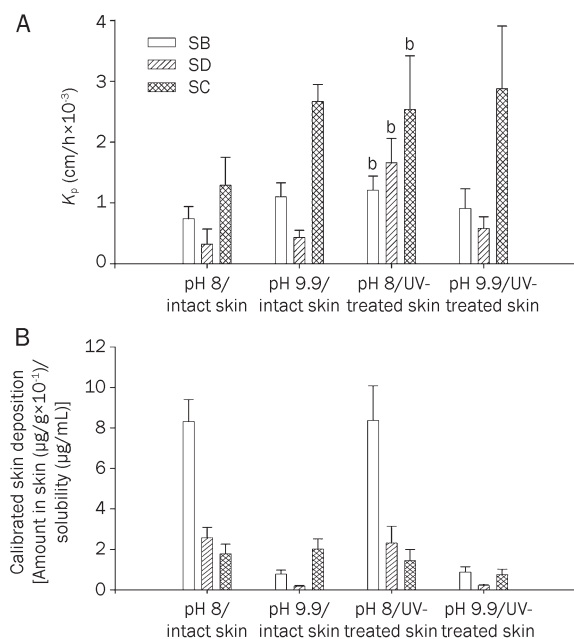 A
4
3
2
1
0
K_p (cm/h×10⁻³)
SB
SD
SC
b
b
b
pH 8/
intact skin
pH 9.9/
intact skin
pH 8/UV-
treated skin
pH 9.9/UV-
treated skin
B
12
10
8
6
4
2
0
Calibrated skin deposition
[Amount in skin (μg/g×10⁻¹)/
solubility (μg/mL)]
pH 8/
intact skin
pH 9.9/
intact skin
pH 8/UV-
treated skin
pH 9.9/UV-
treated skin